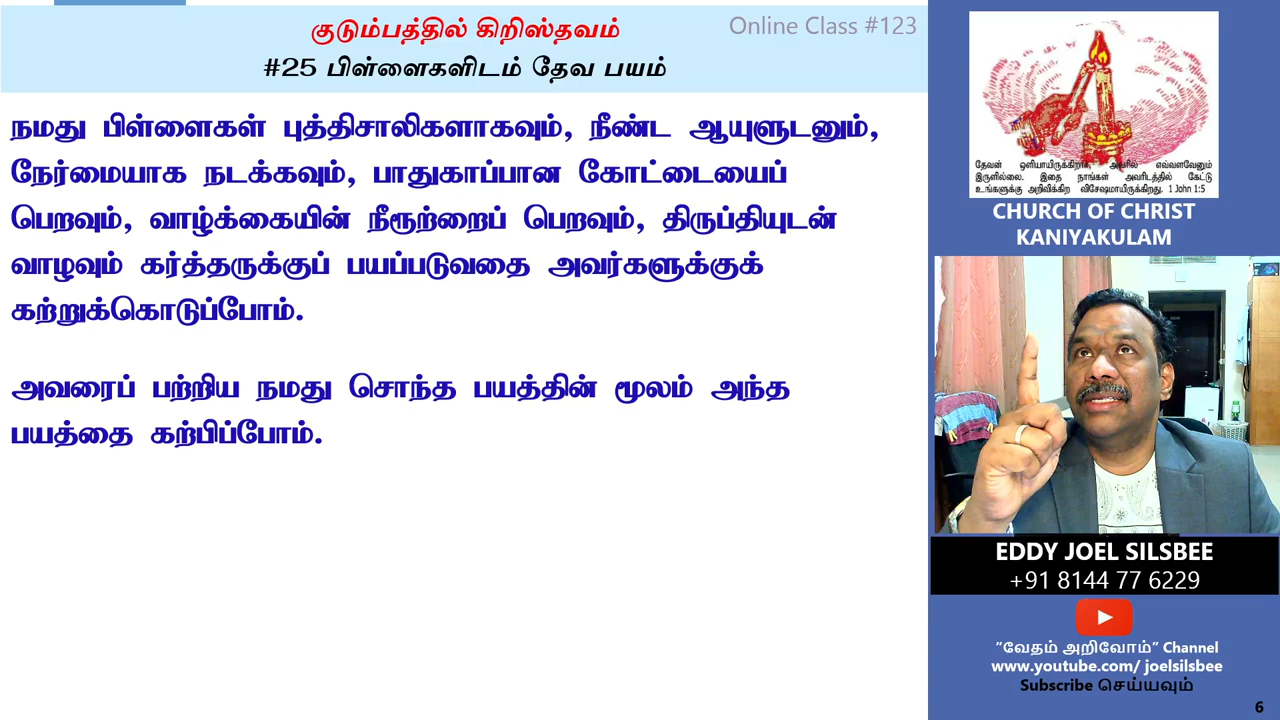 குடும்பத்தில் கிறிஸ்தவம்
Online Class #123
#25 பிள்ளைகளிடம் தேவ பயம்
நமது பிள்ளைகள் புத்திசாலிகளாகவும், நீண்ட ஆயுளுடனும்,
நேர்மையாக நடக்கவும், பாதுகாப்பான கோட்டையைப்
பெறவும், வாழ்க்கையின் நீரூற்றைப் பெறவும், திருப்தியுடன்
வாழவும் கர்த்தருக்குப் பயப்படுவதை அவர்களுக்குக்
கற்றுக்கொடுப்போம்.
அவரைப் பற்றிய நமது சொந்த பயத்தின் மூலம் அந்த
பயத்தை கற்பிப்போம்.
தேவன் ஒளியாயிருக்கிறார், அவரில் எவ்வளவேனும்
இருளில்லை. இதை நாங்கள் அவரிடத்தில் கேட்டு
உங்களுக்கு அறிவிக்கிற விசேஷமாயிருக்கிறது. 1 John 1:5
CHURCH OF CHRIST
KANIYAKULAM
EDDY JOEL SILSBEE
+91 8144 77 6229
"வேதம் அறிவோம்" Channel
www.youtube.com/ joelsilsbee
Subscribe செய்யவும்
6